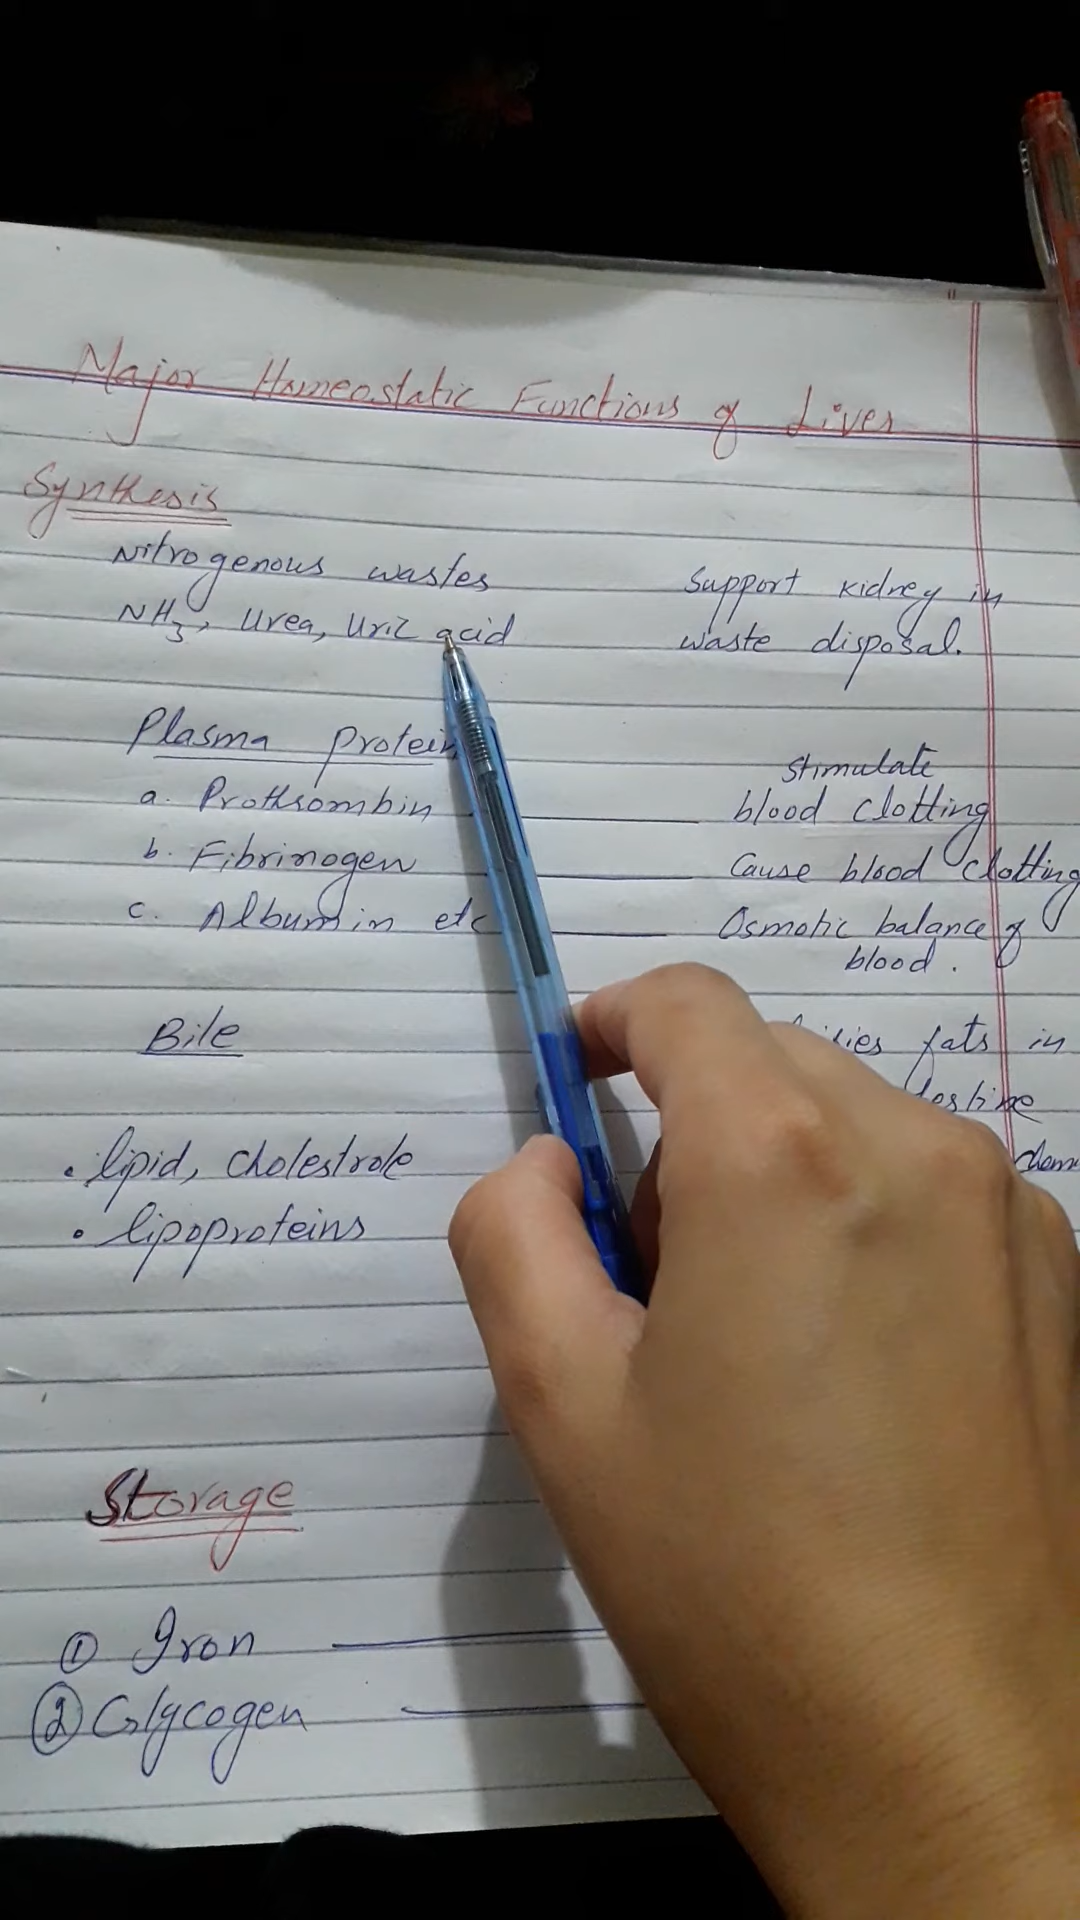 Major Homeostatic Functions of Liver
Synthesis
Nitrogenous wastes
NH3, Urea, Uric acid
Support kidney in
waste disposal.
Plasma protein
a. Prothrombin
stimulate
blood clotting
b. Fibrinogen
Cause blood clotting
c. Albumin etc
Osmotic balance of
blood.
Bile
fats in
. lipid, cholestrole
. lipoproteins
Storage
① Iron
② Glycogen